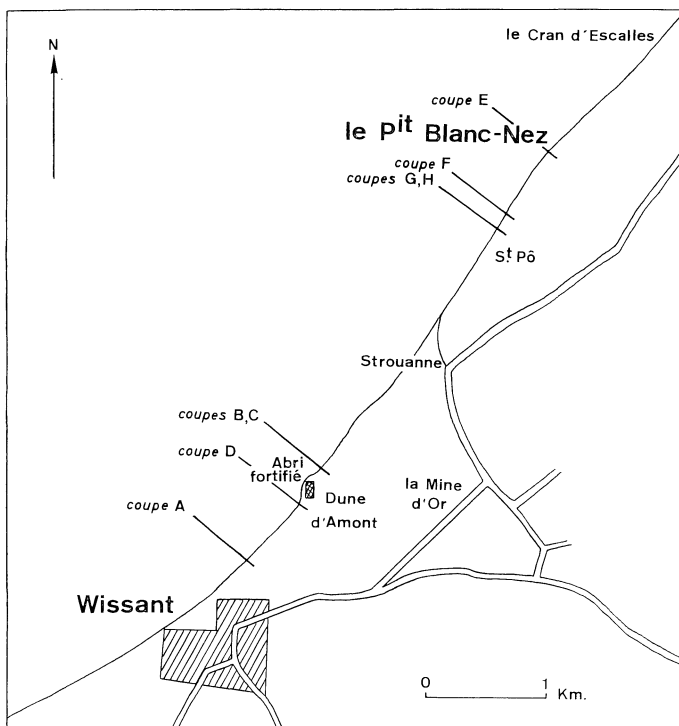 le Cran d'Escalles
N
coupe E
le Pit Blanc-Nez
coupe F
coupes G,H
St. Pô
Strouanne
coupes B,C
coupe D
Abri
fortifié
la Mine
d'Or
Dune
d'Amont
coupe A
Wissant
0 1
Km.